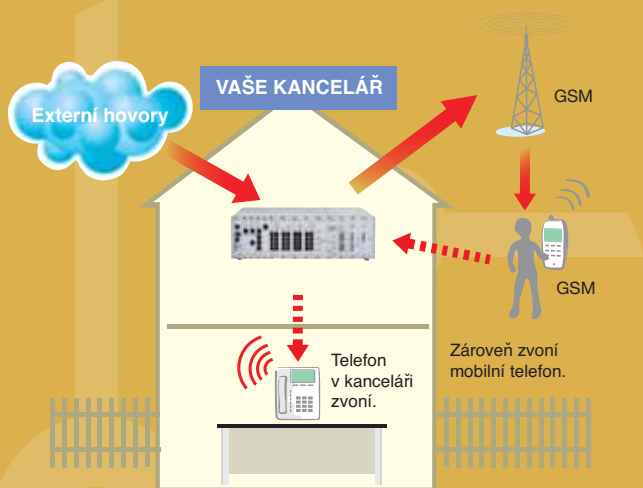 VAŠE KANCELÁŘ
Externí hovory
GSM
GSM
Telefon
v kanceláři
zvoní.
Zároveň zvoní
mobilní telefon.